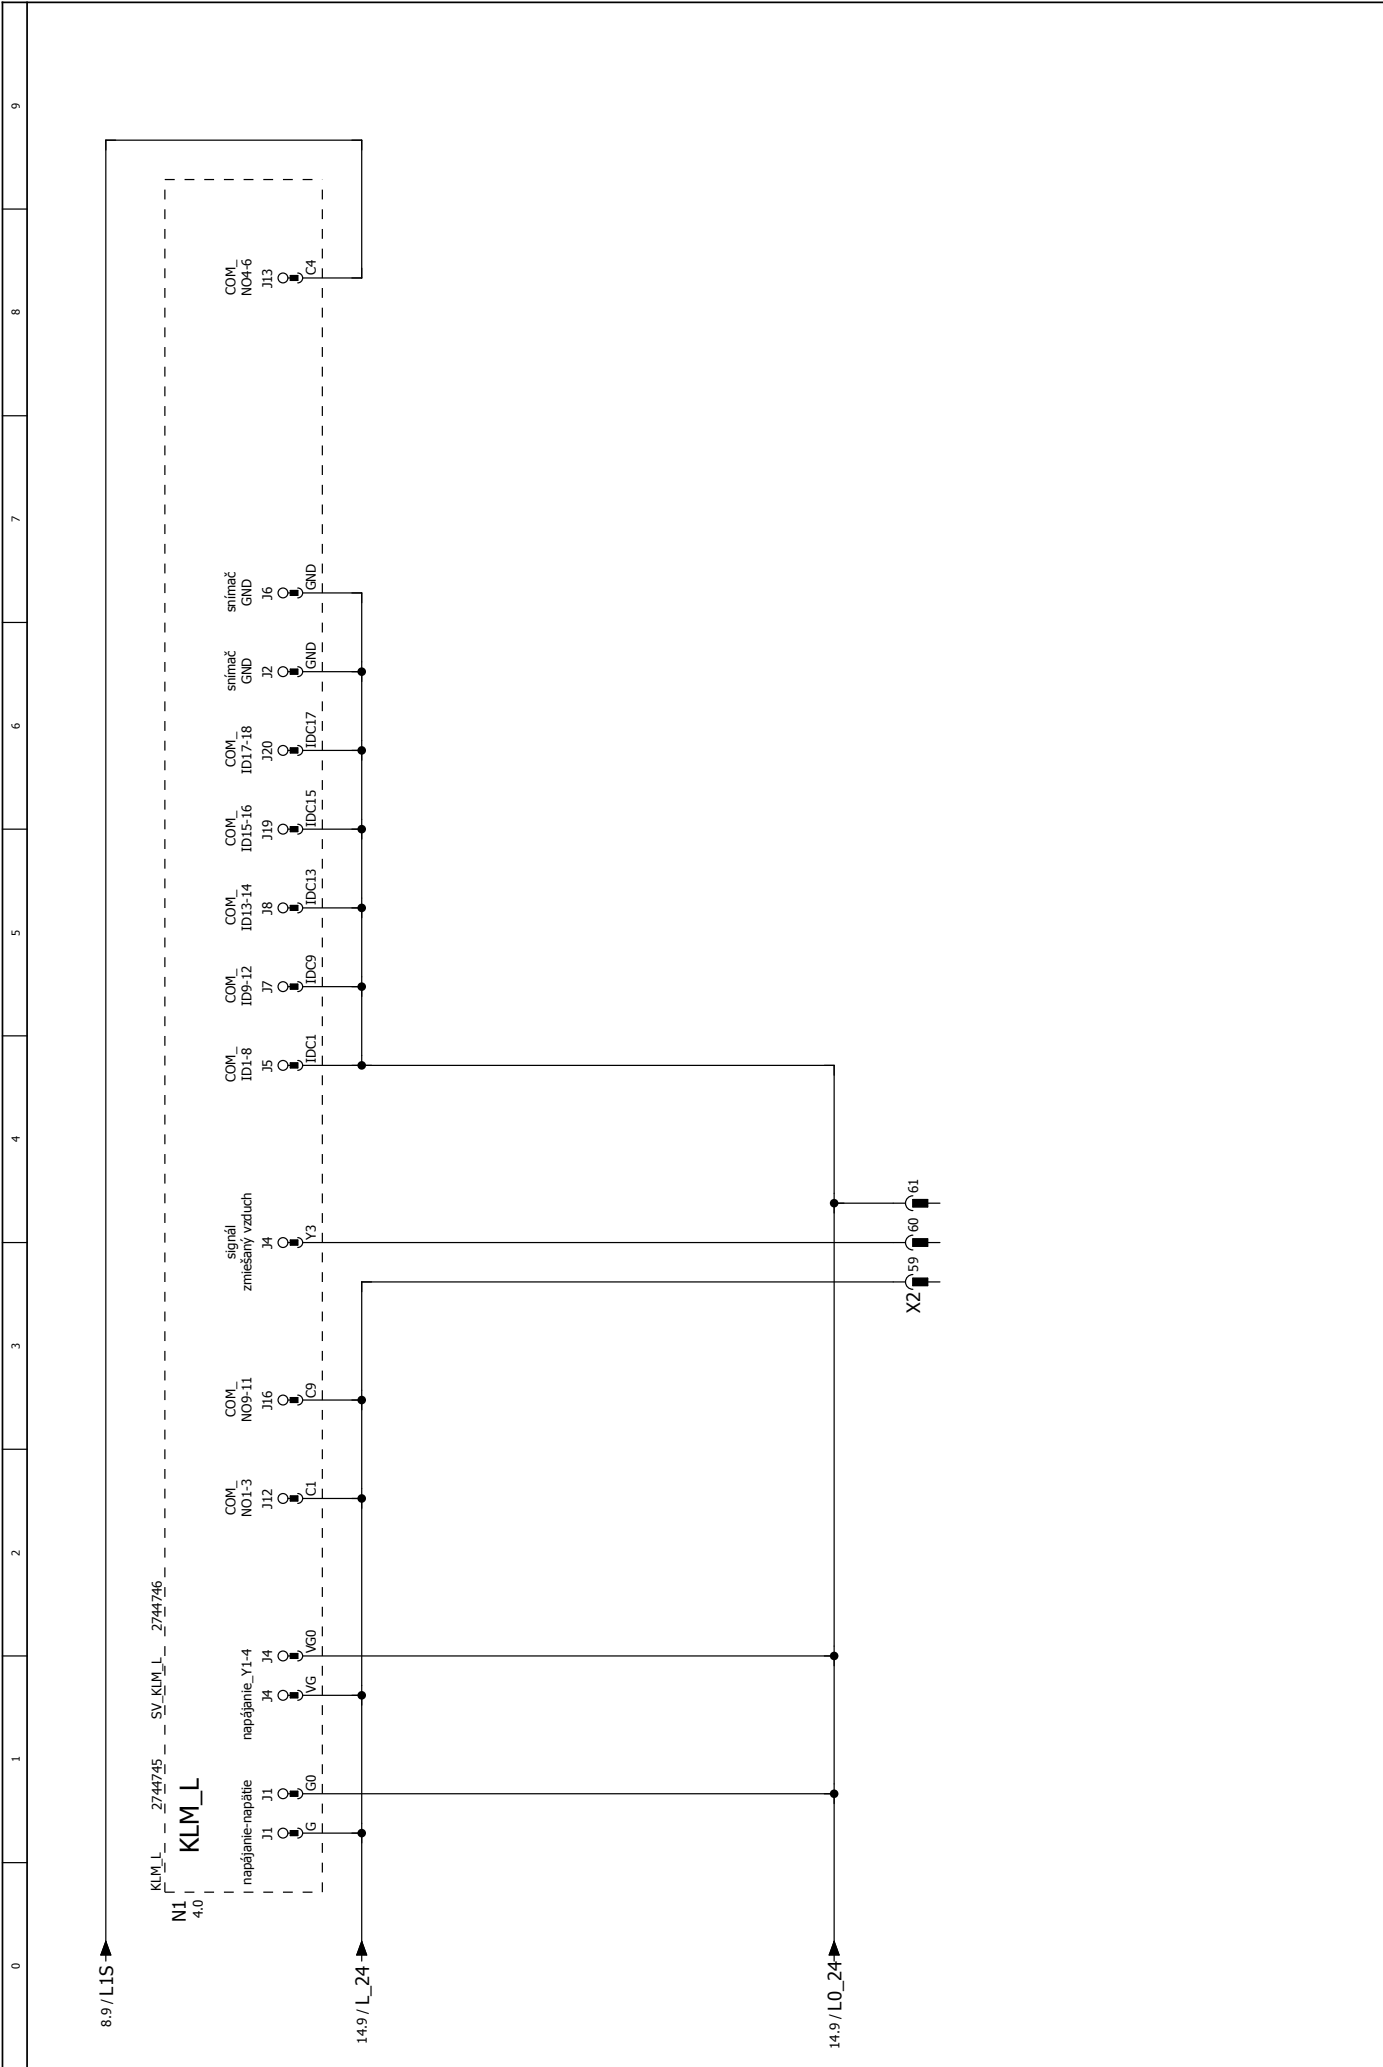 0
1
2
3
4
5
6
7
8
9
8.9 / L1S
14.9 / L_24
14.9 / L0_24
N1
4.0
KLM_L
2744745
SV_KLM_L
2744746
KLM_L
napájanie-napätie
J1
G
J1
G0
napájanie_Y1-4
J4
VG
J4
VG0
COM_
NO1-3
J12
C1
COM_
NO9-11
J16
C9
signál
zmiešaný vzduch
J4
Y3
COM_
ID1-8
J5
IDC1
COM_
ID9-12
J7
IDC9
COM_
ID13-14
J8
IDC13
COM_
ID15-16
J19
IDC15
COM_
ID17-18
J20
IDC17
snímač
GND
J2
GND
snímač
GND
J6
GND
COM_
NO4-6
J13
C4
X2
59
60
61